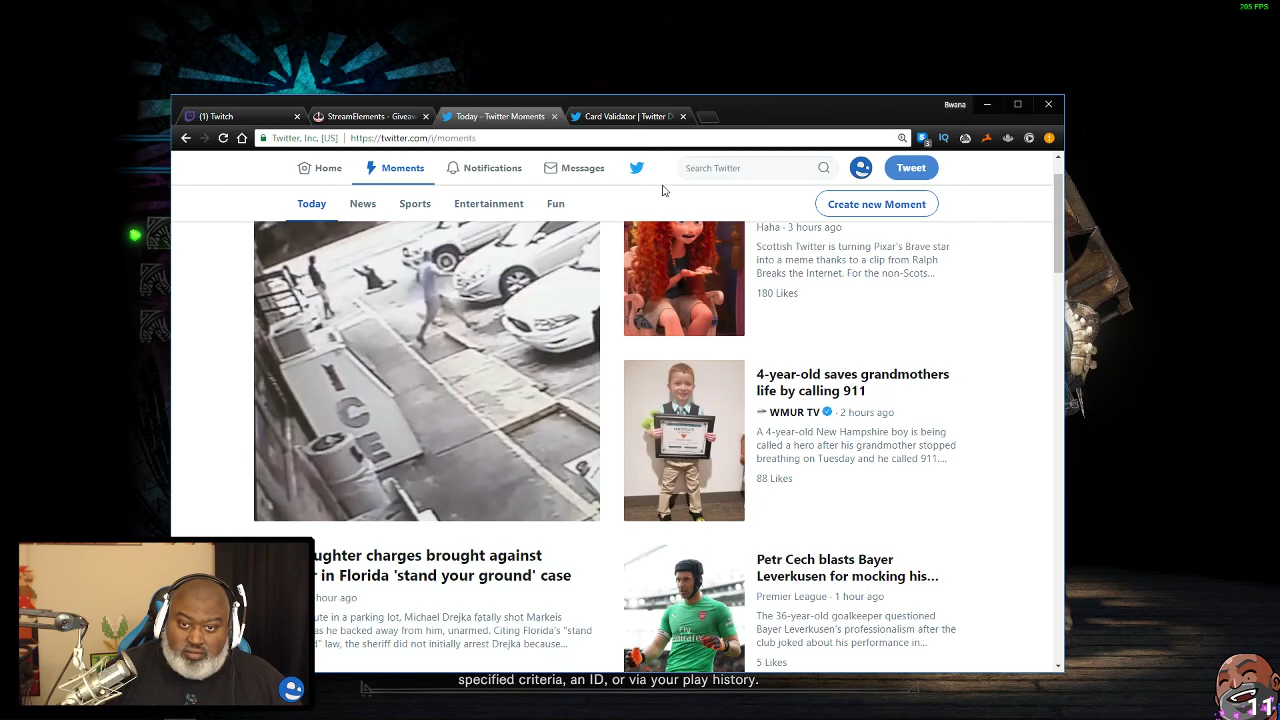 205 FPS
Bwana
(1) Twitch
StreamElements - Giveaw
Today - Twitter Moments
Card Validator | Twitter D
Twitter, Inc. [US]
https://twitter.com/i/moments
3
IQ
Home
Moments
Notifications
Messages
Search Twitter
Tweet
Today
News
Sports
Entertainment
Fun
Create new Moment
ICE
Haha · 3 hours ago
Scottish Twitter is turning Pixar's Brave star
into a meme thanks to a clip from Ralph
Breaks the Internet. For the non-Scots...
180 Likes
4-year-old saves grandmothers
life by calling 911
WMUR TV · 2 hours ago
A 4-year-old New Hampshire boy is being
called a hero after his grandmother stopped
breathing on Tuesday and he called 911....
88 Likes
ughter charges brought against
r in Florida 'stand your ground' case
hour ago
ute in a parking lot, Michael Drejka fatally shot Markeis
as he backed away from him, unarmed. Citing Florida's "stand
d" law, the sheriff did not initially arrest Drejka because...
Petr Cech blasts Bayer
Leverkusen for mocking his...
Premier League · 1 hour ago
The 36-year-old goalkeeper questioned
Bayer Leverkusen's professionalism after the
club joked about his performance in...
5 Likes
specified criteria, an ID, or via your play history.
11